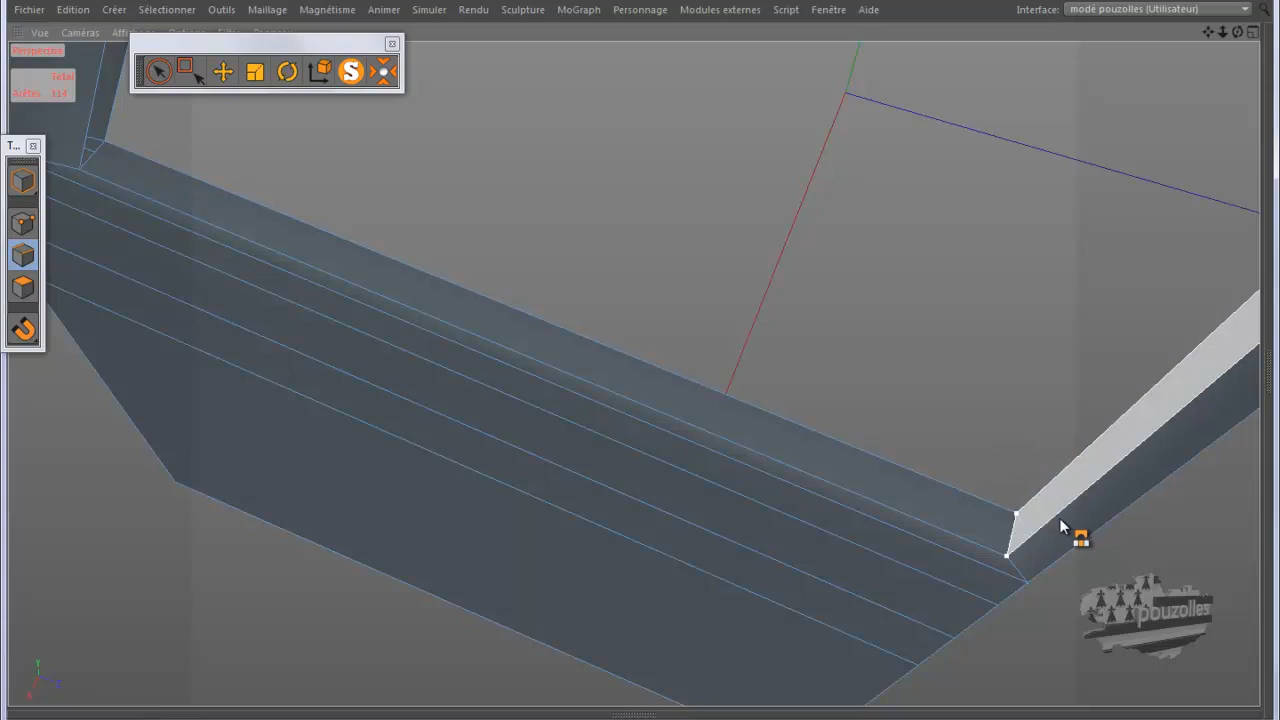 Fichier Edition Créer Sélectionner Outils Maillage Magnétisme Animer Simuler Rendu Sculpture MoGraph Personnage Modules externes Script Fenêtre Aide Interface: modé pouzolles (Utilisateur)
Vue Caméras
Perspective
Total
Arêtes 114
T...
S
pouzolles
Y
Z
X